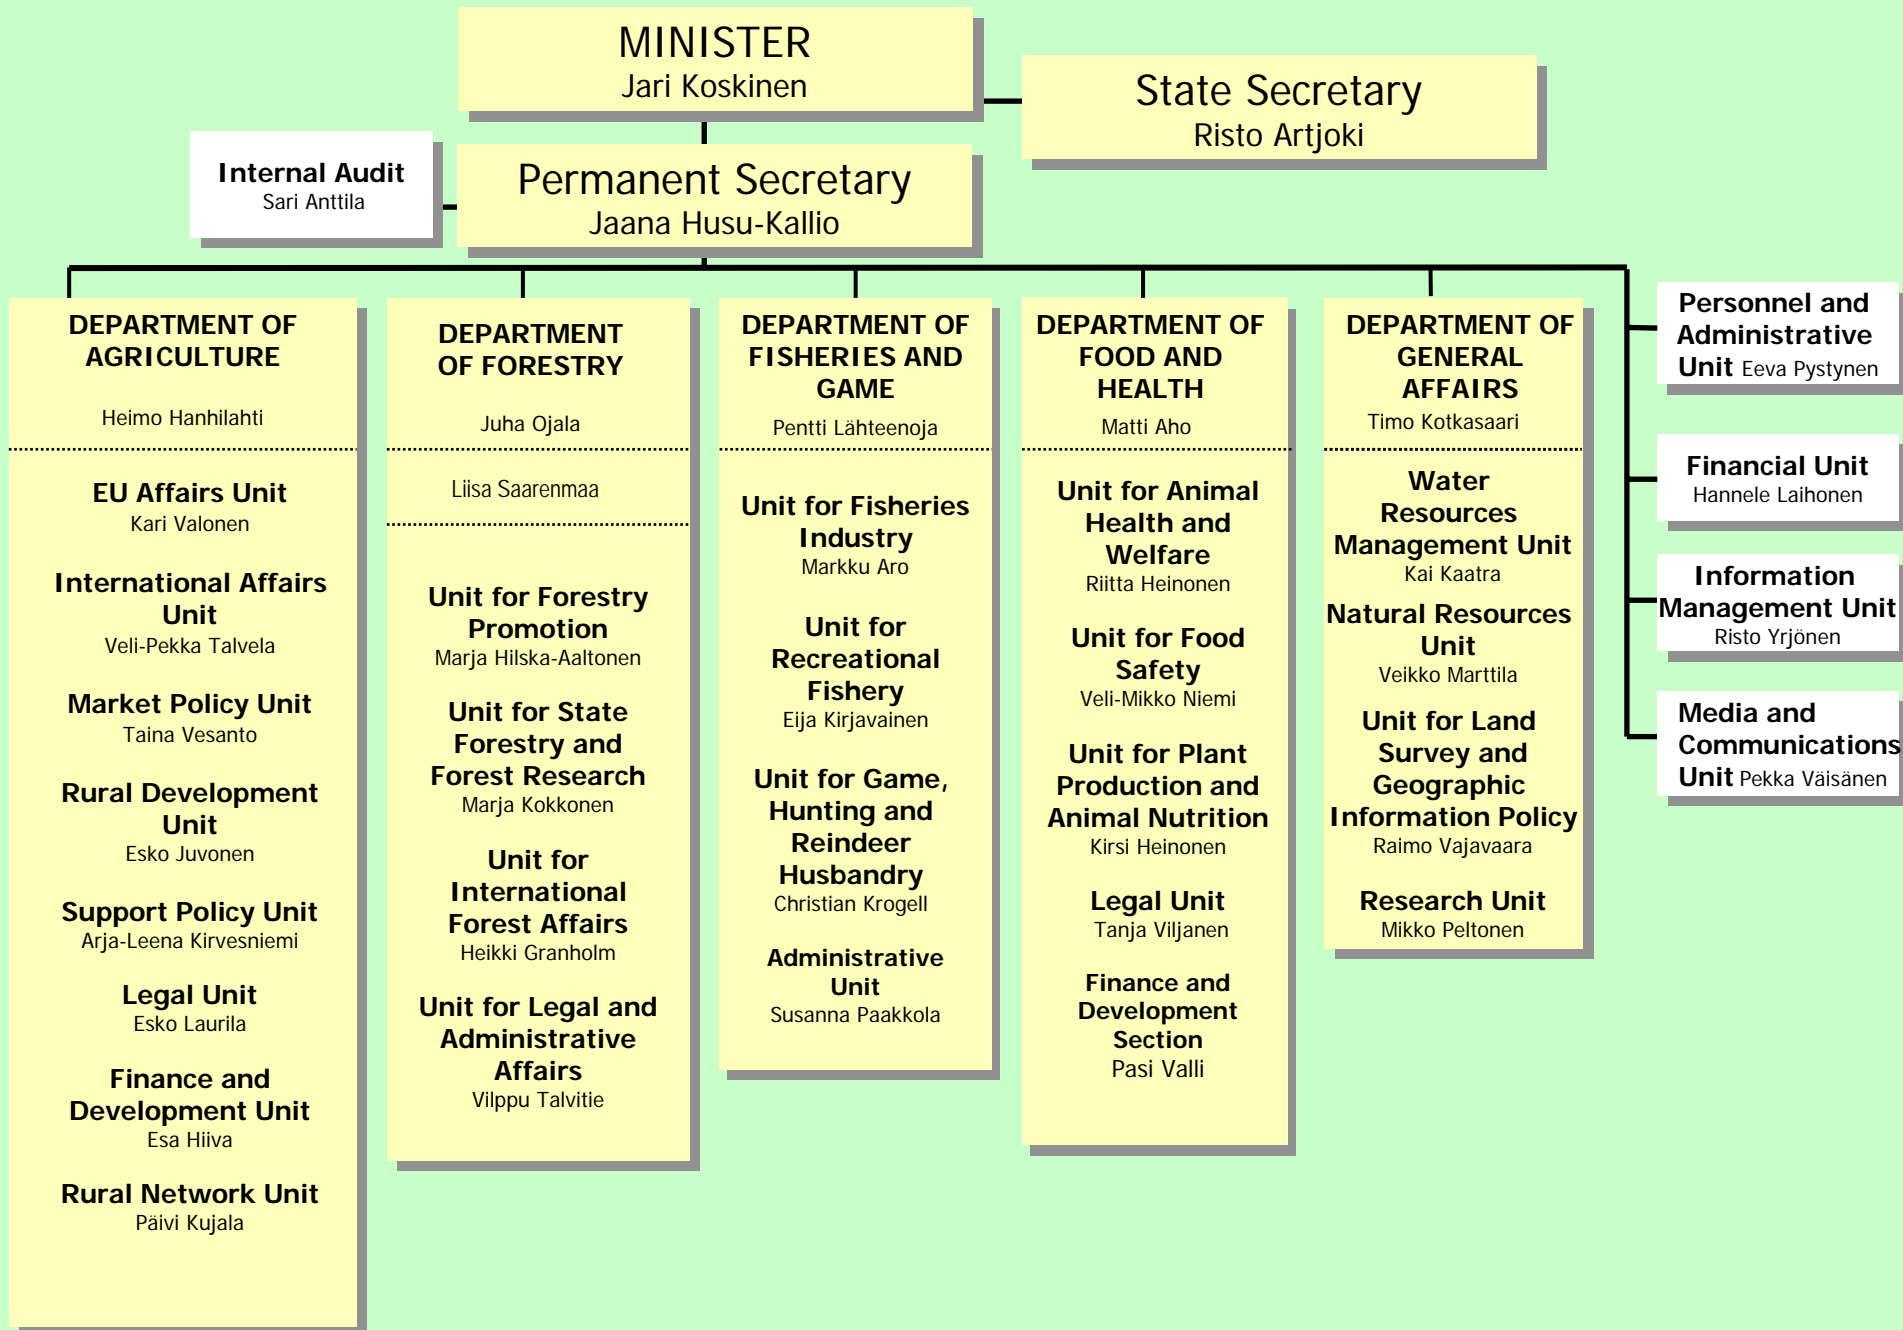 MINISTER
Jari Koskinen
State Secretary
Risto Artjoki
Internal Audit
Sari Anttila
Permanent Secretary
Jaana Husu-Kallio
DEPARTMENT OF
AGRICULTURE
Heimo Hanhilahti
EU Affairs Unit
Kari Valonen
International Affairs
Unit
Veli-Pekka Talvela
Market Policy Unit
Taina Vesanto
Rural Development
Unit
Esko Juvonen
Support Policy Unit
Arja-Leena Kirvesniemi
Legal Unit
Esko Laurila
Finance and
Development Unit
Esa Hiiva
Rural Network Unit
Päivi Kujala
DEPARTMENT
OF FORESTRY
Juha Ojala
Liisa Saarenmaa
Unit for Forestry
Promotion
Marja Hilska-Aaltonen
Unit for State
Forestry and
Forest Research
Marja Kokkonen
Unit for
International
Forest Affairs
Heikki Granholm
Unit for Legal and
Administrative
Affairs
Vilppu Talvitie
DEPARTMENT OF
FISHERIES AND
GAME
Pentti Lähteenoja
Unit for Fisheries
Industry
Markku Aro
Unit for
Recreational
Fishery
Eija Kirjavainen
Unit for Game,
Hunting and
Reindeer
Husbandry
Christian Krogell
Administrative
Unit
Susanna Paakkola
DEPARTMENT OF
FOOD AND
HEALTH
Matti Aho
Unit for Animal
Health and
Welfare
Riitta Heinonen
Unit for Food
Safety
Veli-Mikko Niemi
Unit for Plant
Production and
Animal Nutrition
Kirsi Heinonen
Legal Unit
Tanja Viljanen
Finance and
Development
Section
Pasi Valli
DEPARTMENT OF
GENERAL
AFFAIRS
Timo Kotkasaari
Water
Resources
Management Unit
Kai Kaatra
Natural Resources
Unit
Veikko Marttila
Unit for Land
Survey and
Geographic
Information Policy
Raimo Vajavaara
Research Unit
Mikko Peltonen
Personnel and
Administrative
Unit Eeva Pystynen
Financial Unit
Hannele Laihonen
Information
Management Unit
Risto Yrjönen
Media and
Communications
Unit Pekka Väisänen